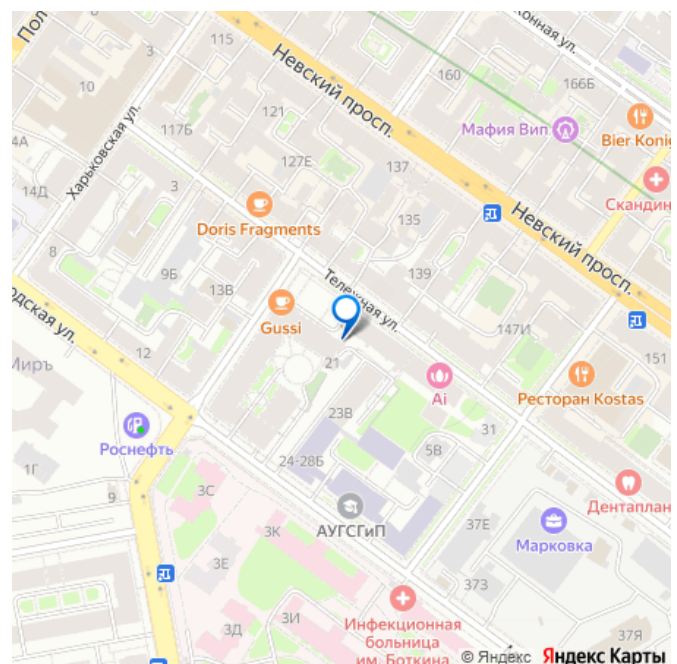 Пол
115
Невский просп.
160
онная ул.
166Б
3
10
Харьковская ул.
117Б
121
Мафия Вип
Bier Konig
4А
127Е
137
14Д
3
Скандин
Doris Fragments
135
Невский просп.
8
9Б
13В
139
Тележная ул.
Gussi
147И
одская ул.
12
21
151
Миръ
Ai
Ресторан Kostas
23В
31
Роснефть
5В
1Г
24-28Б
9
3С
Дентаплан
АУГСГиП
37Е
3К
Марковка
3Е
373
3И
Инфекционная
больница
им. Боткина
3Д
37Я
© Яндекс Яндекс Карты